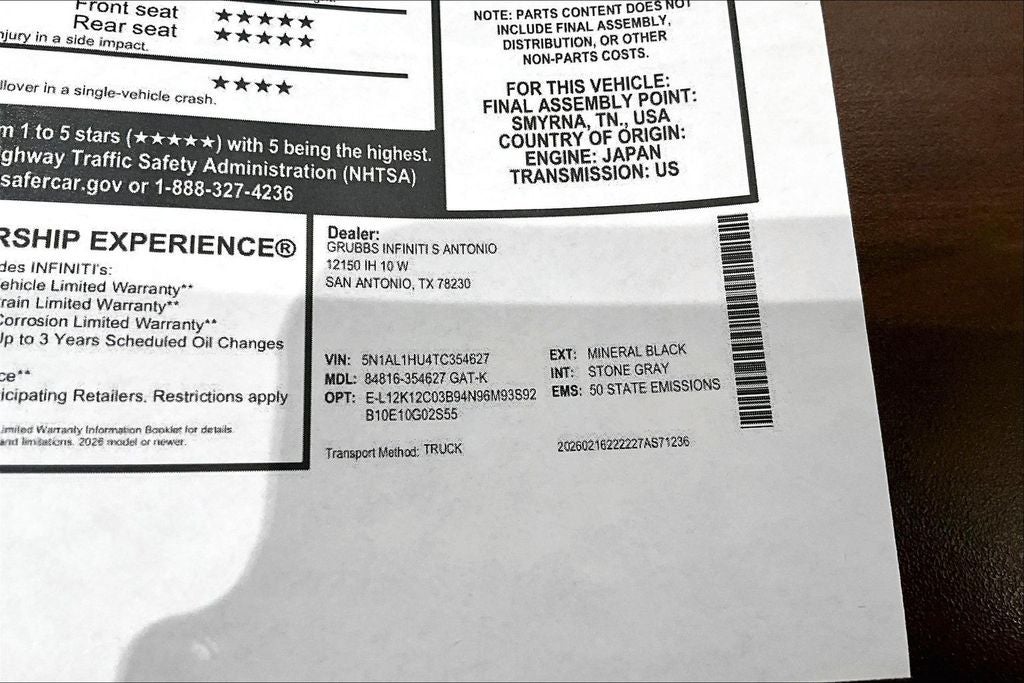 Front seat ★★★★★
Rear seat ★★★★★
njury in a side impact.
★★★★
llover in a single-vehicle crash.
m 1 to 5 stars (★★★★★) with 5 being the highest.
ghway Traffic Safety Administration (NHTSA)
safercar.gov or 1-888-327-4236
NOTE: PARTS CONTENT DOES NOT
INCLUDE FINAL ASSEMBLY,
DISTRIBUTION, OR OTHER
NON-PARTS COSTS.
FOR THIS VEHICLE:
FINAL ASSEMBLY POINT:
SMYRNA, TN., USA
COUNTRY OF ORIGIN:
ENGINE: JAPAN
TRANSMISSION: US
RSHIP EXPERIENCE®
des INFINITI's:
ehicle Limited Warranty**
rain Limited Warranty**
Corrosion Limited Warranty**
Up to 3 Years Scheduled Oil Changes
ce**
icipating Retailers. Restrictions apply
imited Warranty Information Booklet for details.
and limitations. 2026 model or newer.
Dealer:
GRUBBS INFINITI S ANTONIO
12150 IH 10 W
SAN ANTONIO, TX 78230
VIN: 5N1AL1HU4TC354627
MDL: 84816-354627 GAT-K
OPT: E-L12K12C03B94N96M93S92
B10E10G02S55
EXT: MINERAL BLACK
INT: STONE GRAY
EMS: 50 STATE EMISSIONS
Transport Method: TRUCK
20260216222227AS71236